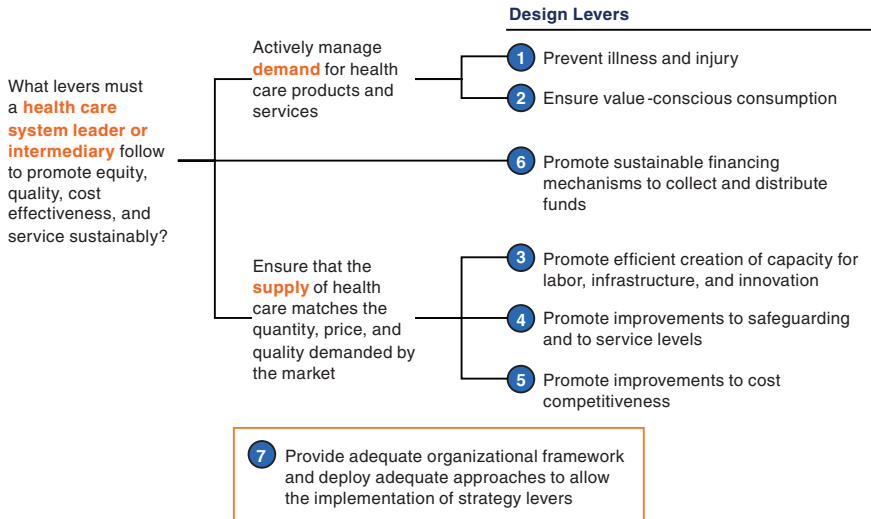 Design Levers
What levers must
a health care
system leader or
intermediary follow
to promote equity,
quality, cost
effectiveness, and
service sustainably?
Actively manage
demand for health
care products and
services
1 Prevent illness and injury
2 Ensure value-conscious consumption
6 Promote sustainable financing
mechanisms to collect and distribute
funds
Ensure that the
supply of health
care matches the
quantity, price, and
quality demanded by
the market
3 Promote efficient creation of capacity for
labor, infrastructure, and innovation
4 Promote improvements to safeguarding
and to service levels
5 Promote improvements to cost
competitiveness
7 Provide adequate organizational framework
and deploy adequate approaches to allow
the implementation of strategy levers